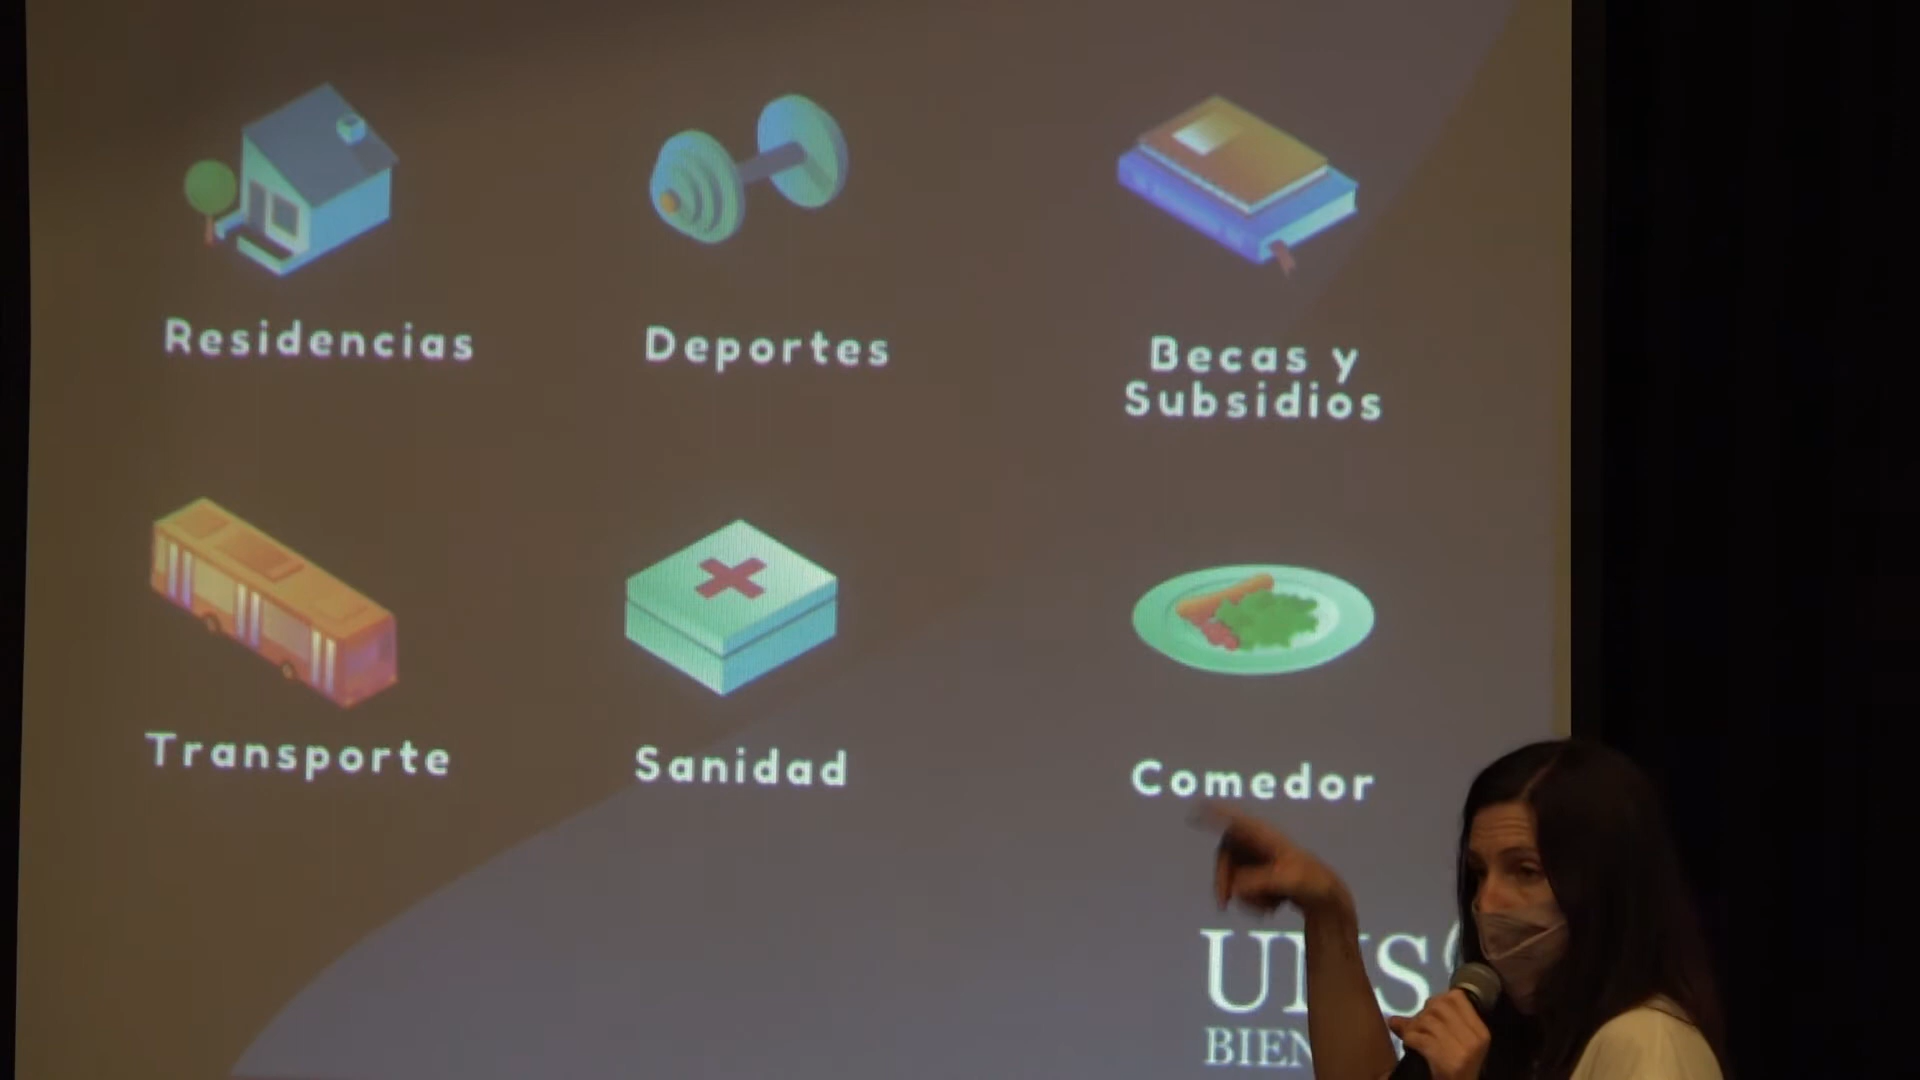 Residencias
Deportes
Becas y
Subsidios
Transporte
Sanidad
Comedor